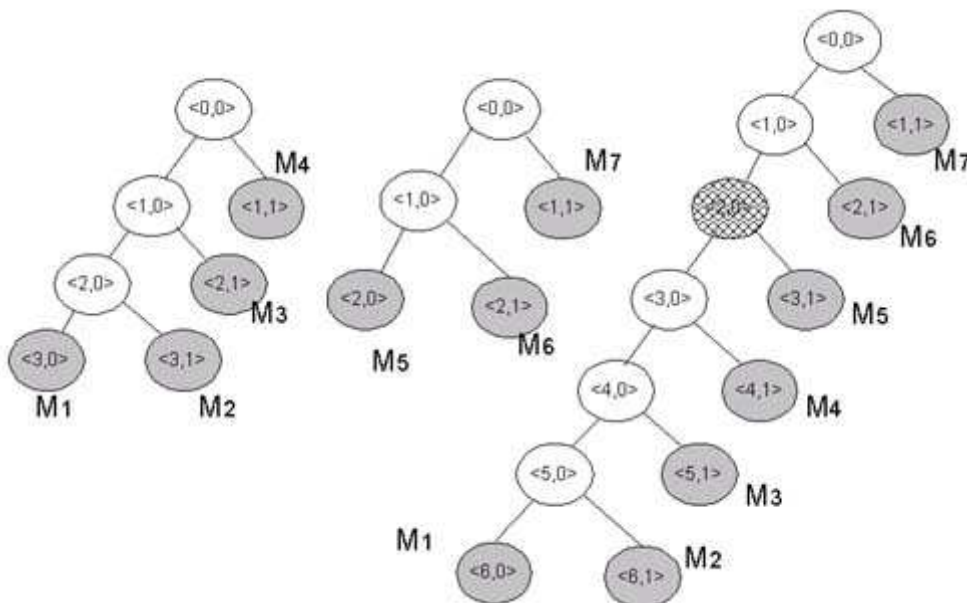 <0,0>
M4
<1,0>
<1,1>
<2,0>
<2,1>
M3
<3,0>
<3,1>
M1
M2
<0,0>
M7
<1,0>
<1,1>
<2,0>
<2,1>
M5
M6
<0,0>
<1,0>
<1,1>
M7
<2,0>
<2,1>
M6
<3,0>
<3,1>
M5
<4,0>
<4,1>
M4
<5,0>
<5,1>
M3
M1
<6,0>
<6,1>
M2